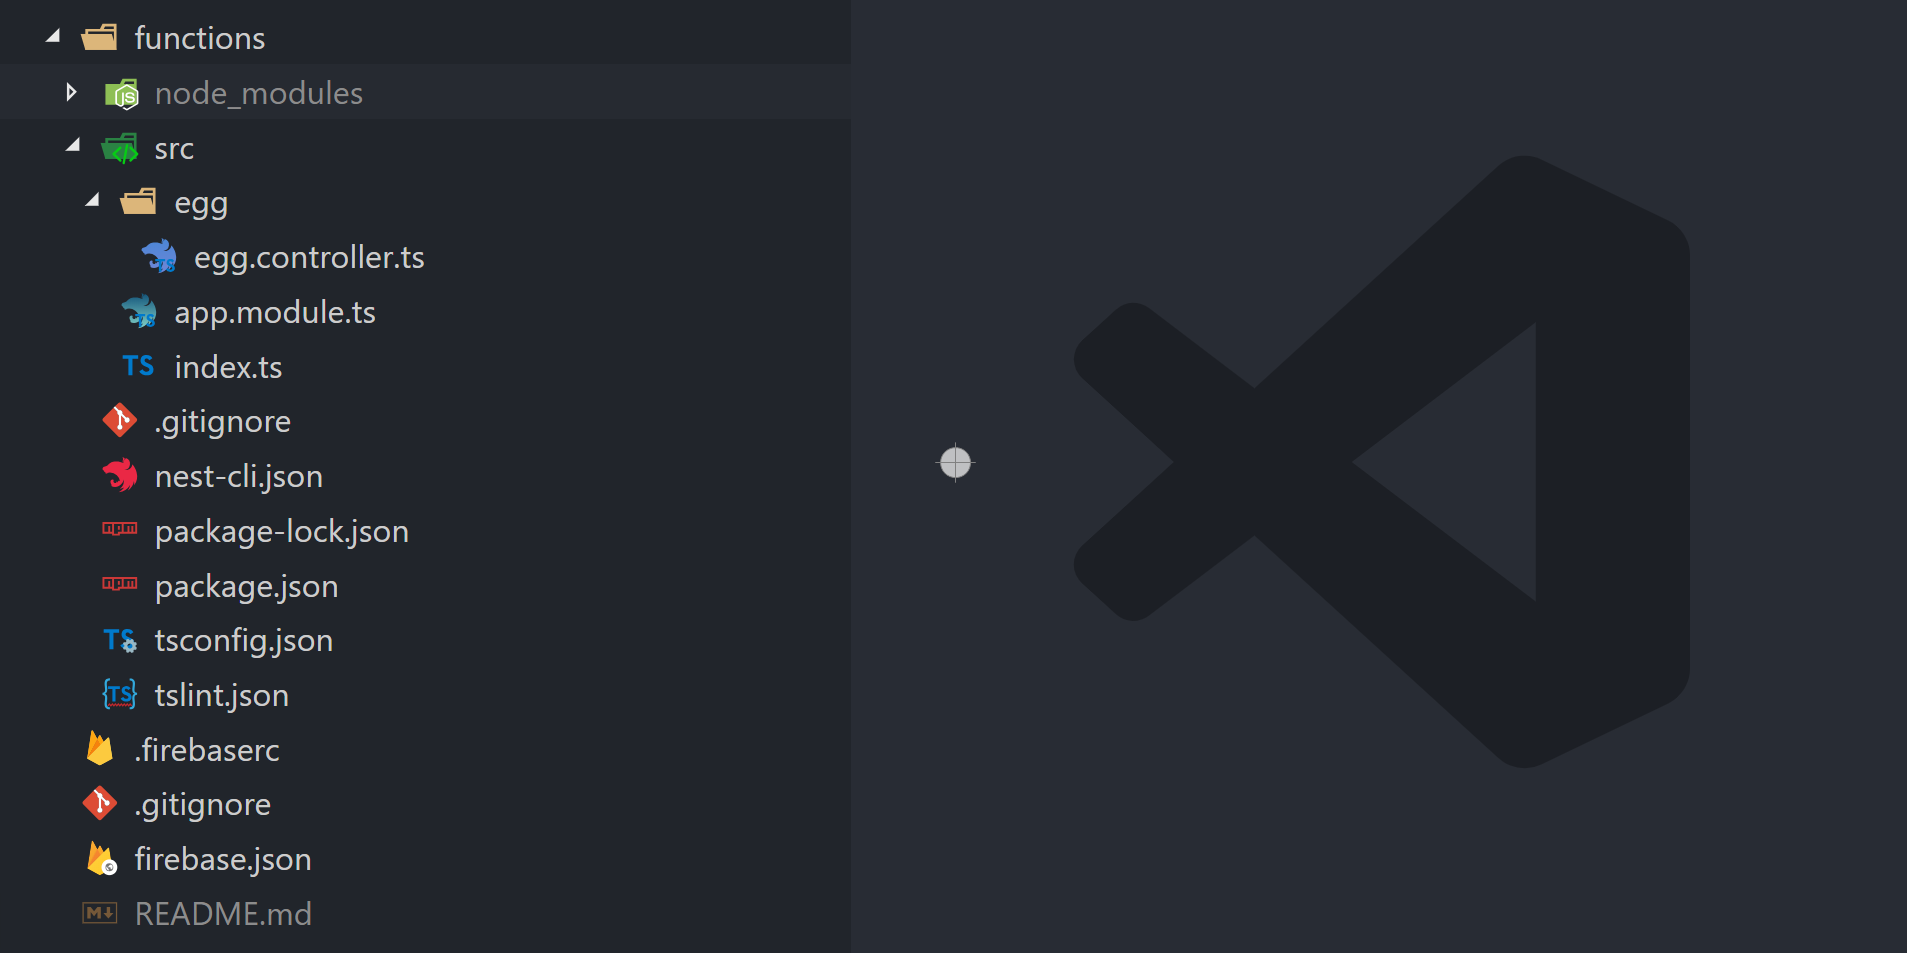 functions
node_modules
src
egg
egg.controller.ts
app.module.ts
index.ts
.gitignore
nest-cli.json
package-lock.json
package.json
tsconfig.json
tslint.json
.firebaserc
.gitignore
firebase.json
README.md